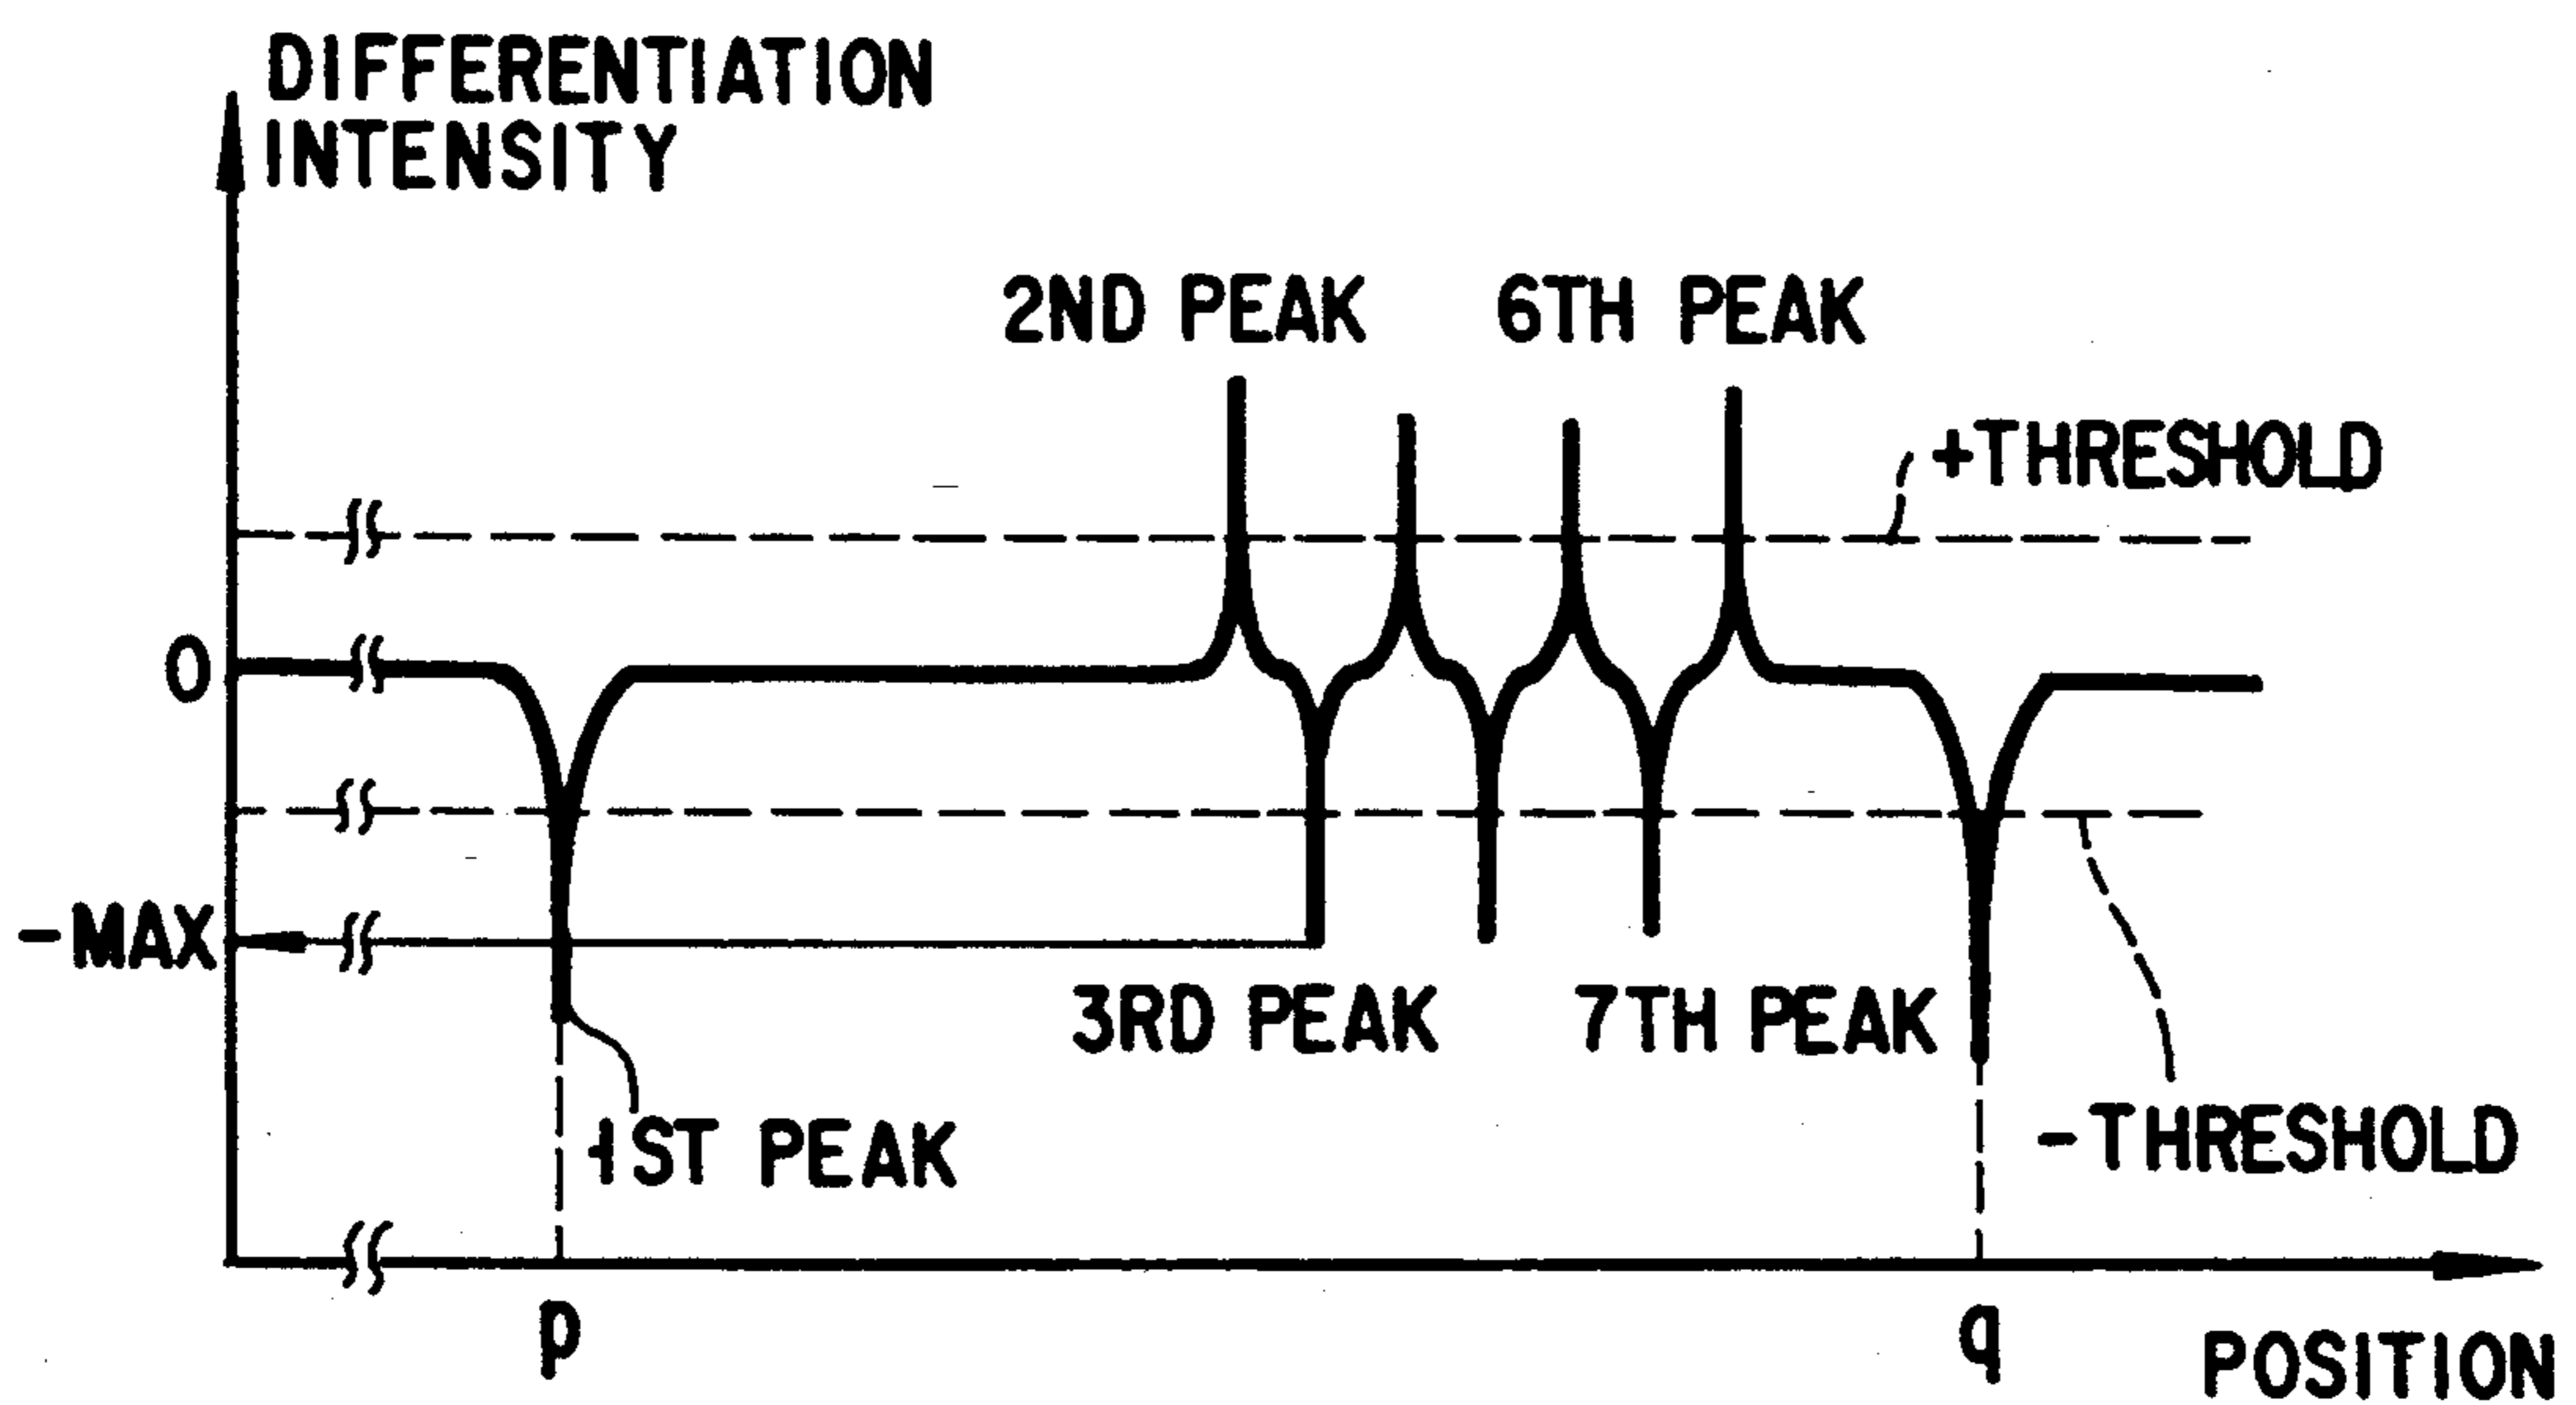 DIFFERENTIATION
INTENSITY
2ND PEAK
6TH PEAK
+THRESHOLD
0
-MAX
3RD PEAK
7TH PEAK
1ST PEAK
-THRESHOLD
p
q
POSITION